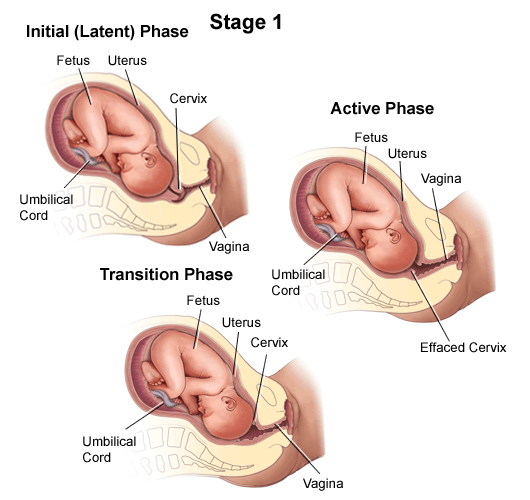 Stage 1
Initial (Latent) Phase
Fetus
Uterus
Cervix
Umbilical
Cord
Vagina
Active Phase
Fetus
Uterus
Vagina
Umbilical
Cord
Effaced Cervix
Transition Phase
Fetus
Uterus
Cervix
Umbilical
Cord
Vagina